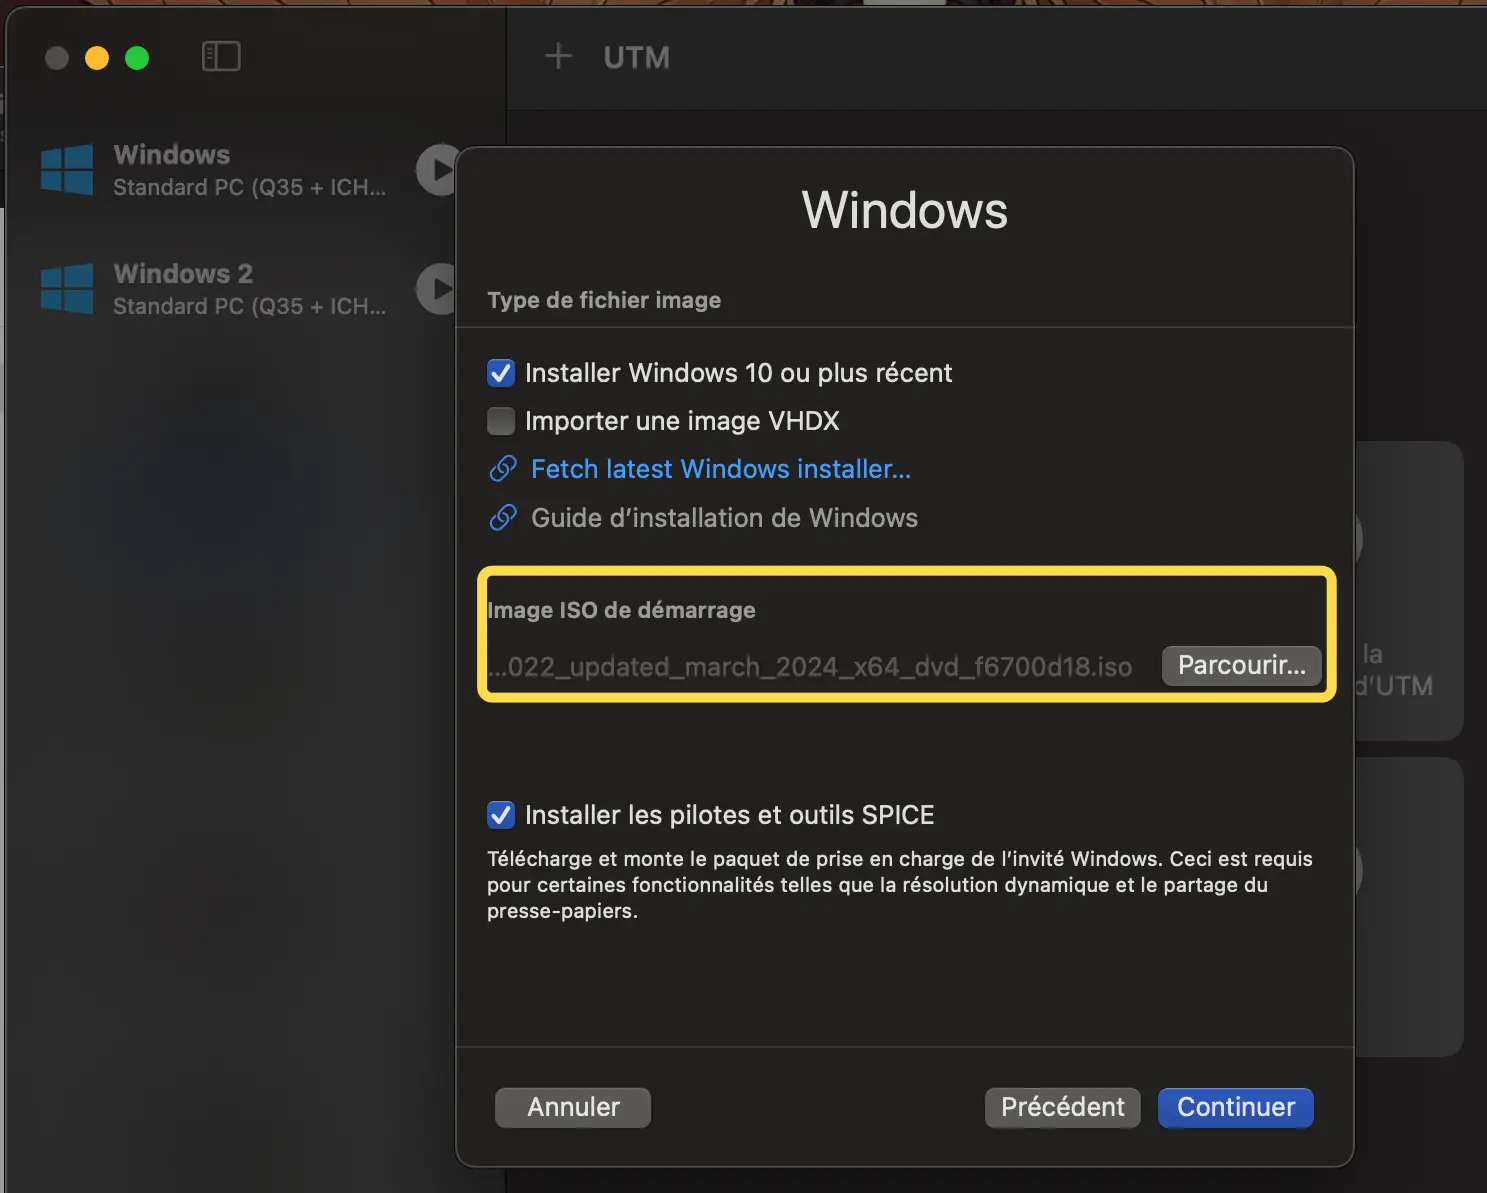 UTM
Windows
Standard PC (Q35 + ICH...
Windows 2
Standard PC (Q35 + ICH...
Windows
Type de fichier image
Installer Windows 10 ou plus récent
Importer une image VHDX
Fetch latest Windows installer...
Guide d’installation de Windows
Image ISO de démarrage
...022_updated_march_2024_x64_dvd_f6700d18.iso
Parcourir...
la
d’UTM
Installer les pilotes et outils SPICE
Télécharge et monte le paquet de prise en charge de l’invité Windows. Ceci est requis
pour certaines fonctionnalités telles que la résolution dynamique et le partage du
presse-papiers.
Annuler
Précédent
Continuer